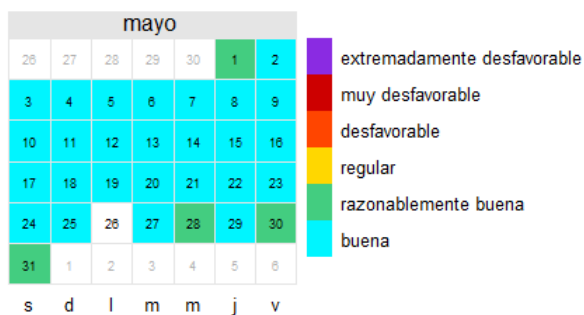 mayo
26 27 28 29 30 1 2
3 4 5 6 7 8 9
10 11 12 13 14 15 16
17 18 19 20 21 22 23
24 25 26 27 28 29 30
31 1 2 3 4 5 6
s d l m m j v
extremadamente desfavorable
muy desfavorable
desfavorable
regular
razonablemente buena
buena